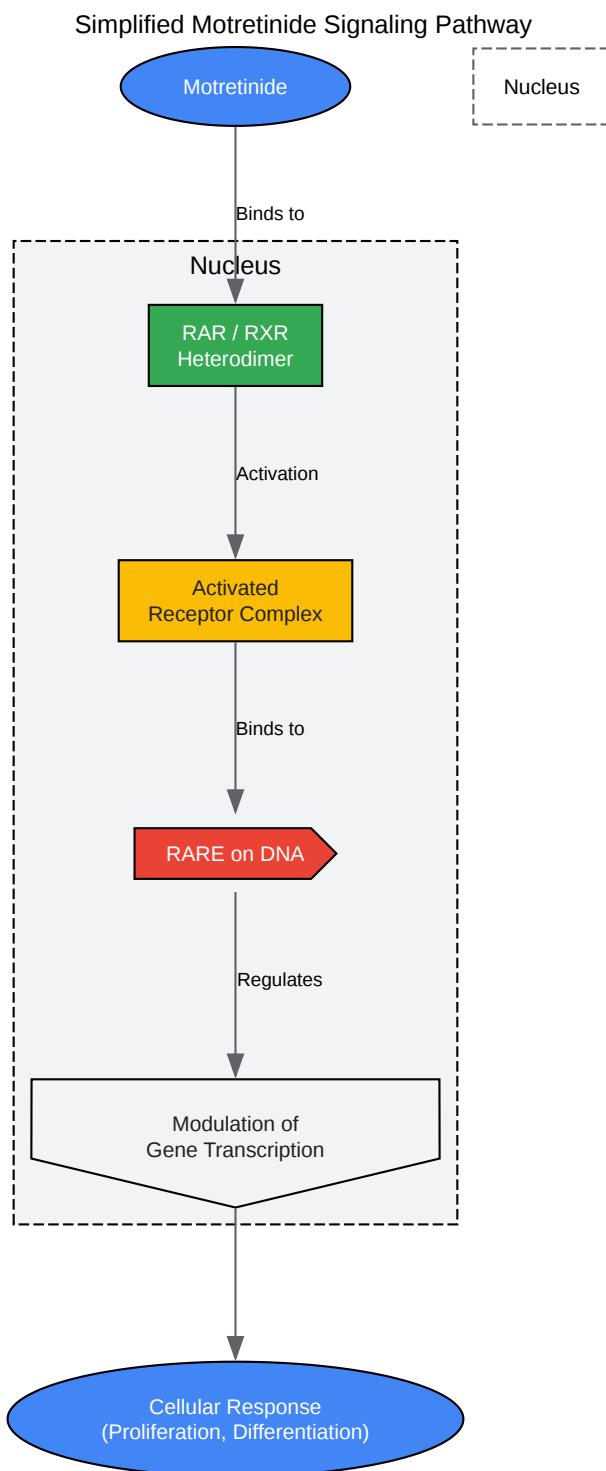 Simplified Motretinide Signaling Pathway
Motretinide
Nucleus
Binds to
Nucleus
RAR / RXR
Heterodimer
Activation
Activated
Receptor Complex
Binds to
RARE on DNA
Regulates
Modulation of
Gene Transcription
Cellular Response
(Proliferation, Differentiation)